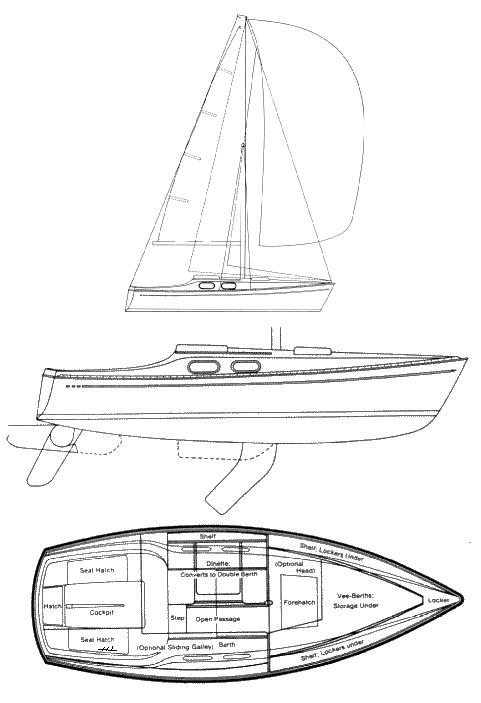 Shelf
Shelf; Lockers Under
Seat Hatch
Dinette:
Converts to Double Berth
(Optional
Head)
Vee-Berths:
Storage Under
Locker
Forehatch
Hatch
Cockpit
Step
Open Passage
Seat Hatch
(Optional Sliding Galley)
Berth
Shelf; Lockers under